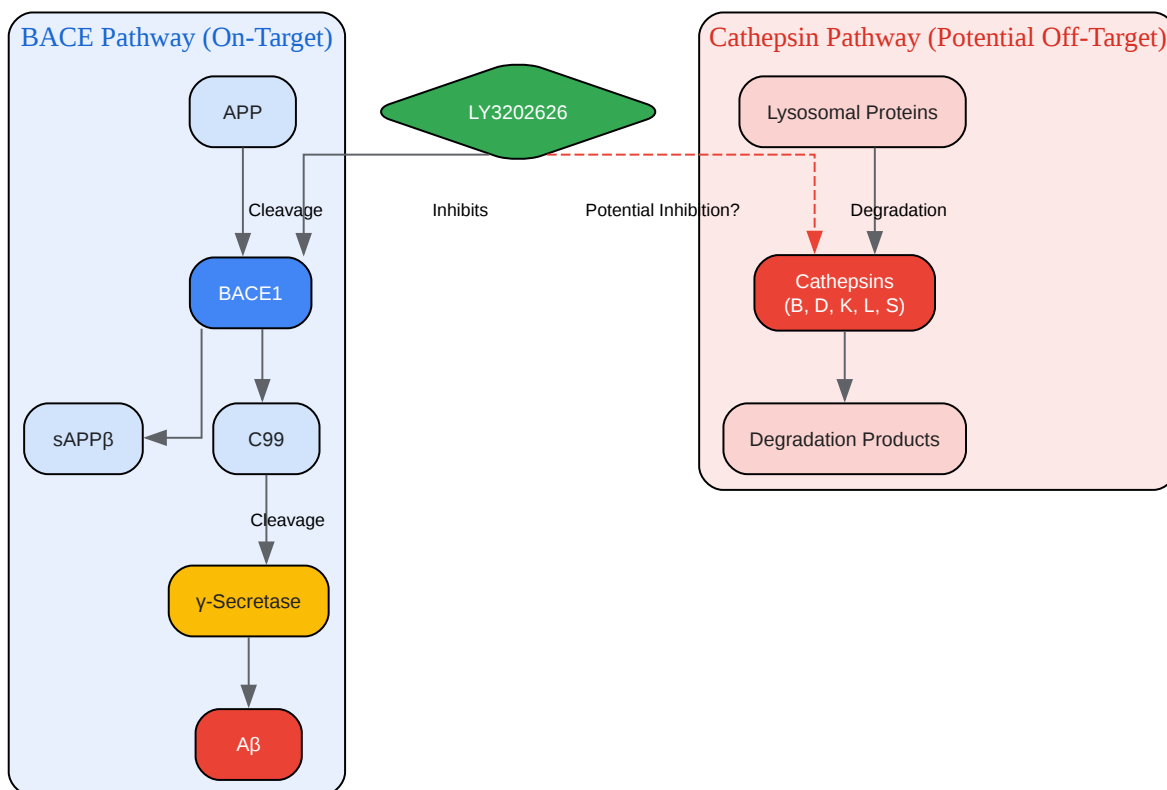 BACE Pathway (On-Target)
Cathepsin Pathway (Potential Off-Target)
APP
LY3202626
Lysosomal Proteins
Cleavage
Inhibits
Potential Inhibition?
Degradation
BACE1
Cathepsins
(B, D, K, L, S)
sAPPβ
C99
Degradation Products
Cleavage
γ-Secretase
Aβ